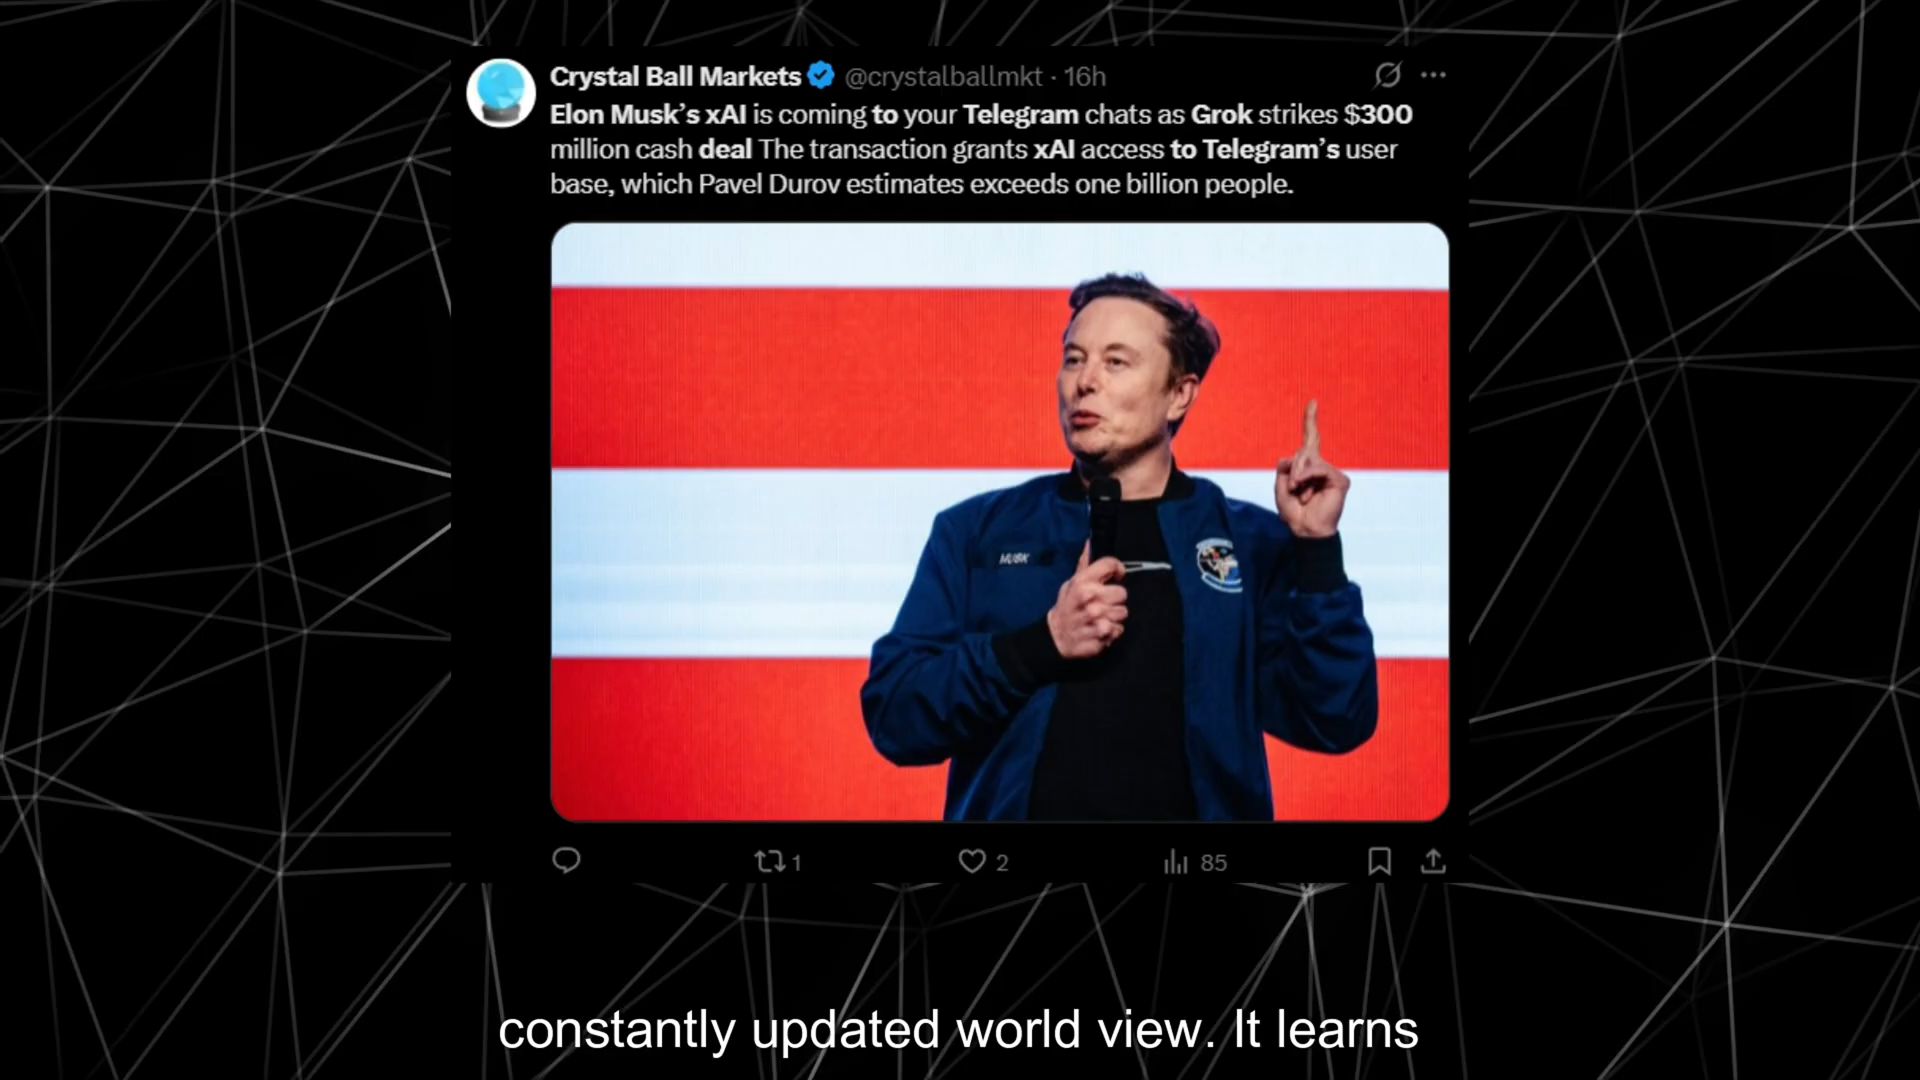 Crystal Ball Markets @crystalballmkt · 16h
Elon Musk’s xAI is coming to your Telegram chats as Grok strikes $300
million cash deal The transaction grants xAI access to Telegram’s user
base, which Pavel Durov estimates exceeds one billion people.
MUSK
1 2 85
constantly updated world view. It learns